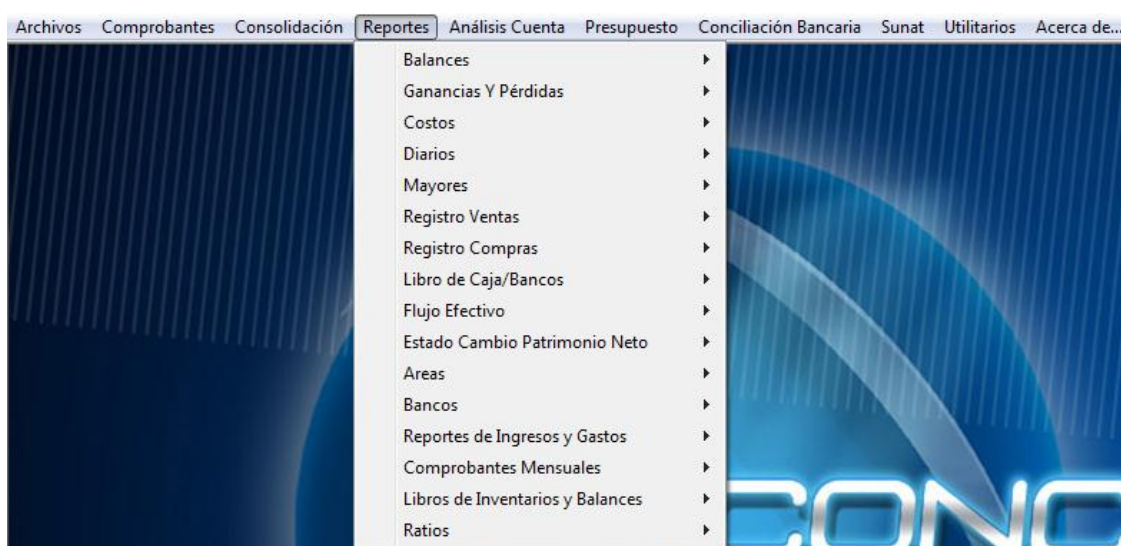 Archivos Comprobantes Consolidación Reportes Análisis Cuenta Presupuesto Conciliación Bancaria Sunat Utilitarios Acerca de...
Balances
Ganancias Y Pérdidas
Costos
Diarios
Mayores
Registro Ventas
Registro Compras
Libro de Caja/Bancos
Flujo Efectivo
Estado Cambio Patrimonio Neto
Areas
Bancos
Reportes de Ingresos y Gastos
Comprobantes Mensuales
Libros de Inventarios y Balances
Ratios